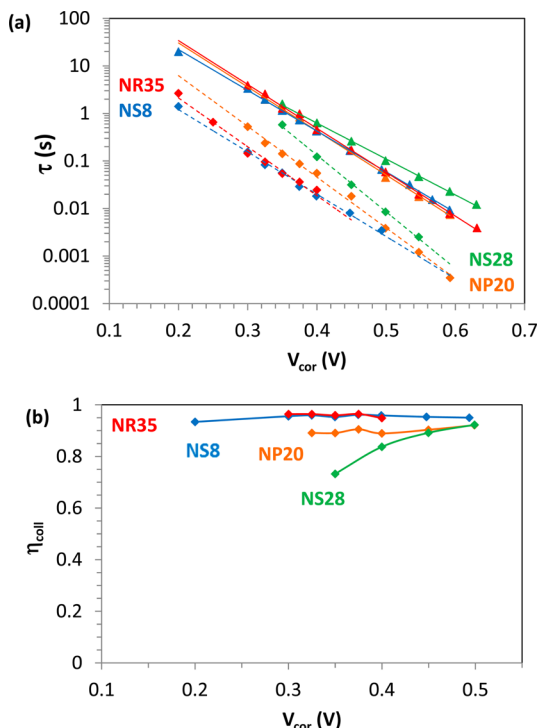 (a)
100
10
1
0.1
0.01
0.001
0.0001
τ (s)
NR35
NS8
NS28
NP20
0.1 0.2 0.3 0.4 0.5 0.6 0.7
Vcor (V)
(b)
1
0.8
0.6
0.4
0.2
0
ηcoll
NR35
NS8
NP20
NS28
0.1 0.2 0.3 0.4 0.5
Vcor (V)